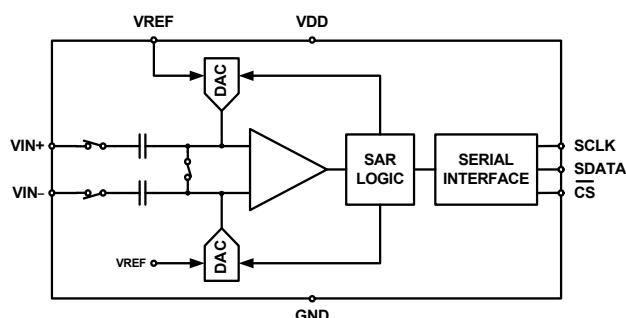 VREF
VDD
DAC
VIN+
VIN–
SAR
LOGIC
SERIAL
INTERFACE
SCLK
SDATA
CS
VREF
DAC
GND